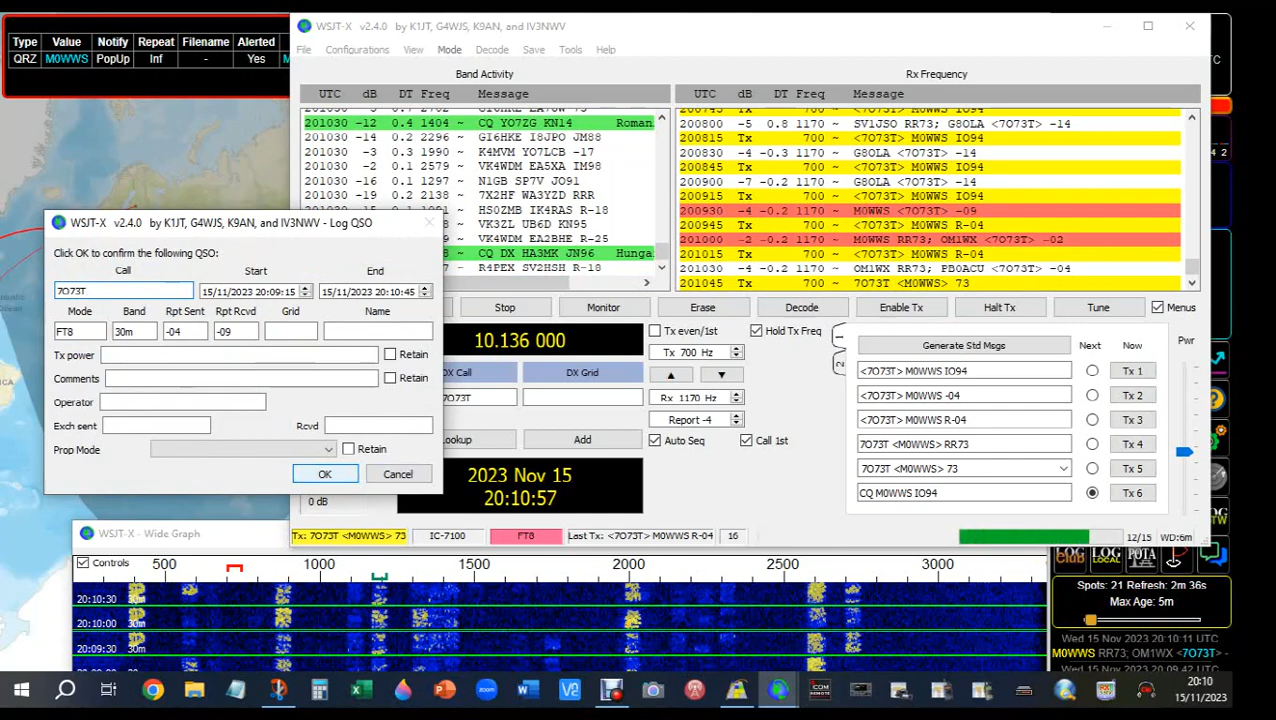 Type Value Notify Repeat Filename Alerted
QRZ M0WWS PopUp Inf - Yes
WSJT-X v2.4.0 by K1JT, G4WJS, K9AN, and IV3NWV
File Configurations View Mode Decode Save Tools Help
Band Activity
UTC dB DT Freq Message
201030 -12 0.4 1404 ~ CQ YO7ZG KN14 Roman
201030 -14 0.2 2296 ~ GI6HKE I8JPO JM88
201030 -3 0.3 1990 ~ K4MVM YO7LCB -17
201030 -2 0.1 2579 ~ VK4WDM EA5XA IM98
201030 -16 0.1 1297 ~ N1GB SP7V JO91
201030 -19 0.2 2138 ~ 7X2HF WA3YZD RRR
HS0ZMB IK4RAS R-18
VK3ZL UB6D KN95
VK4WDM EA2BHE R-25
CQ DX HA3MK JN96 Hunga
R4PEX SV2HSH R-18
Rx Frequency
UTC dB DT Freq Message
200745 Tx 700 ~ <7O73T> M0WWS IO94
200800 -5 0.8 1170 ~ SV1JSO RR73; G8OLA <7O73T> -14
200815 Tx 700 ~ <7O73T> M0WWS IO94
200830 -4 -0.3 1170 ~ G8OLA <7O73T> -14
200845 Tx 700 ~ <7O73T> M0WWS IO94
200900 -7 -0.2 1170 ~ G8OLA <7O73T> -14
200915 Tx 700 ~ <7O73T> M0WWS IO94
200930 -4 -0.2 1170 ~ M0WWS <7O73T> -09
200945 Tx 700 ~ <7O73T> M0WWS R-04
201000 -2 -0.2 1170 ~ M0WWS RR73; OM1WX <7O73T> -02
201015 Tx 700 ~ <7O73T> M0WWS R-04
201030 -4 -0.2 1170 ~ OM1WX RR73; PB0ACU <7O73T> -04
201045 Tx 700 ~ 7O73T <M0WWS> 73
WSJT-X v2.4.0 by K1JT, G4WJS, K9AN, and IV3NWV - Log QSO
Click OK to confirm the following QSO:
Call Start End
7O73T 15/11/2023 20:09:15 15/11/2023 20:10:45
Mode Band Rpt Sent Rpt Rcvd Grid Name
FT8 30m -04 -09
Tx power Retain
Comments Retain
Operator
Exch sent Rcvd
Prop Mode Retain
OK Cancel
Stop Monitor Erase Decode Enable Tx Halt Tx Tune Menus
10.136 000
Tx even/1st
Hold Tx Freq
Tx 700 Hz
DX Call DX Grid
7O73T
Rx 1170 Hz
Report -4
Lookup Add
Auto Seq Call 1st
2023 Nov 15
20:10:57
0 dB
Generate Std Msgs Next Now Pwr
1
2
<7O73T> M0WWS IO94 Tx 1
<7O73T> M0WWS -04 Tx 2
<7O73T> M0WWS R-04 Tx 3
7O73T <M0WWS> RR73 Tx 4
7O73T <M0WWS> 73 Tx 5
CQ M0WWS IO94 Tx 6
Tx: 7O73T <M0WWS> 73 IC-7100 FT8 Last Tx: <7O73T> M0WWS R-04 16 12/15 WD:6m
WSJT-X - Wide Graph
Controls 500 1000 1500 2000 2500 3000
20:10:30 30m
20:10:00 30m
20:09:30 30m
LOG CLUB LOG LOCAL POTA
Spots: 21 Refresh: 2m 36s
Max Age: 5m
Wed 15 Nov 2023 20:10:11 UTC
M0WWS RR73; OM1WX <7O73T> -
Wed 15 Nov 2023 20:09:42 UTC
20:10
15/11/2023